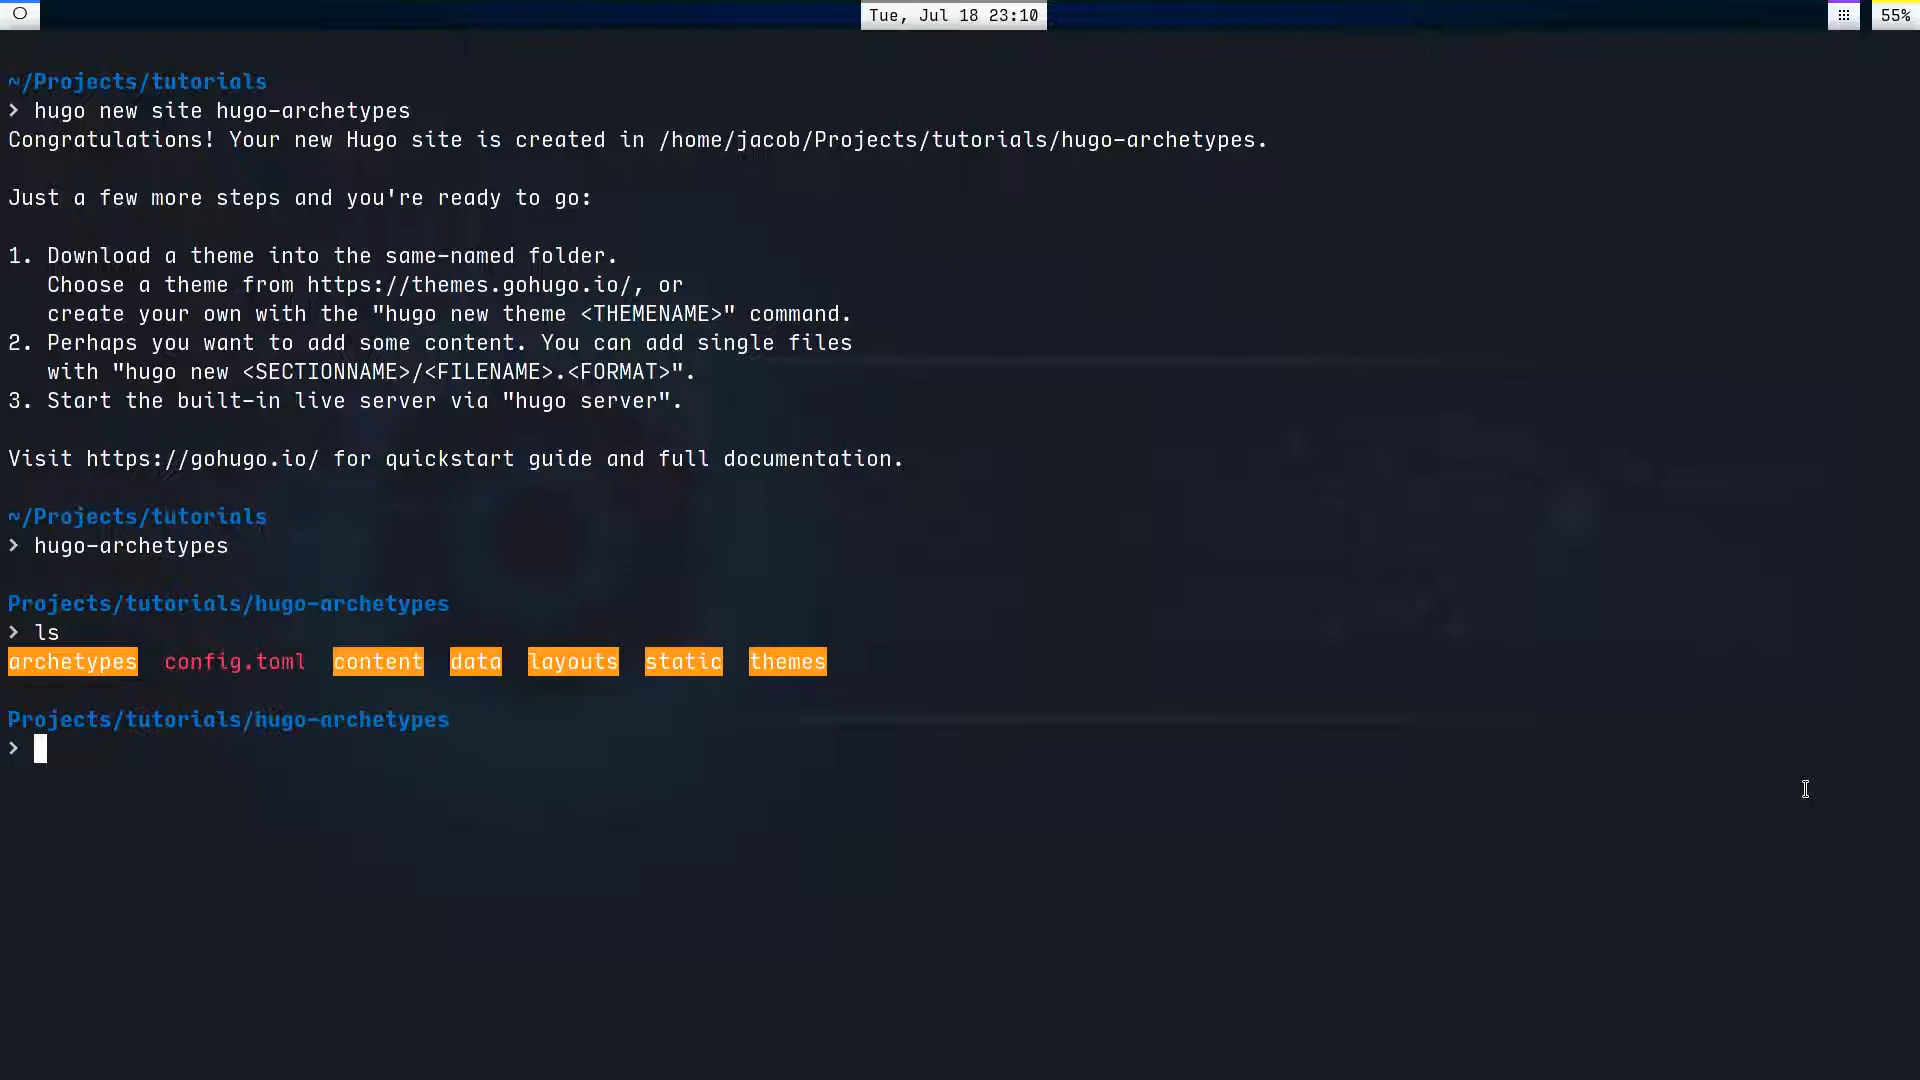 Tue, Jul 18 23:10
55%
~/Projects/tutorials
> hugo new site hugo-archetypes
Congratulations! Your new Hugo site is created in /home/jacob/Projects/tutorials/hugo-archetypes.
Just a few more steps and you're ready to go:
1. Download a theme into the same-named folder.
Choose a theme from https://themes.gohugo.io/, or
create your own with the "hugo new theme <THEMENAME>" command.
2. Perhaps you want to add some content. You can add single files
with "hugo new <SECTIONNAME>/<FILENAME>.<FORMAT>".
3. Start the built-in live server via "hugo server".
Visit https://gohugo.io/ for quickstart guide and full documentation.
~/Projects/tutorials
> hugo-archetypes
Projects/tutorials/hugo-archetypes
> ls
archetypes config.toml content data layouts static themes
Projects/tutorials/hugo-archetypes
>